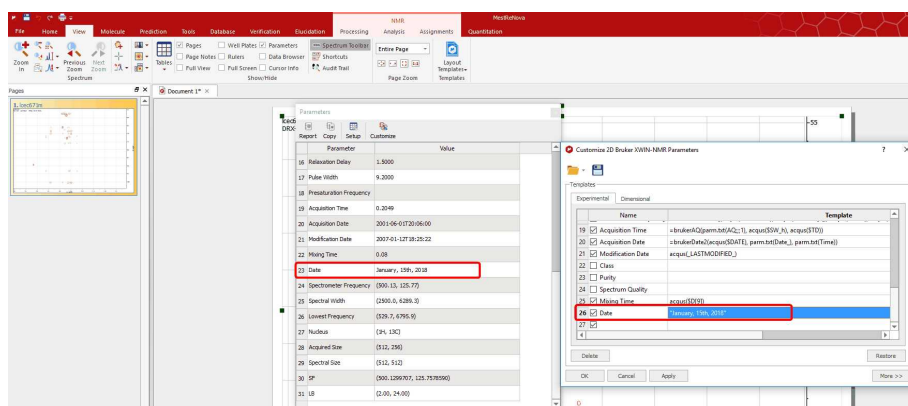 NMR MestReNova
File Home View Molecule Prediction Tools Database Verification Elucidation Processing Analysis Assignments Quantitation
Zoom In
Previous Zoom
Next Zoom
Spectrum
Tables
Pages Well Plates Parameters Spectrum Toolbar
Page Notes Rulers Data Browser Shortcuts
Full View Full Screen Cursor Info Audit Trail
Show/Hide
Entire Page
Page Zoom
Layout Templates
Templates
Pages
Document 1*
Parameters
Report Copy Setup Customize
Parameter Value
16 Relaxation Delay 1.5000
17 Pulse Width 9.2000
18 Presaturation Frequency
19 Acquisition Time 0.2049
20 Acquisition Date 2001-06-01T20:06:00
21 Modification Date 2007-01-12T18:25:22
22 Mixing Time 0.08
23 Date January, 15th, 2018
24 Spectrometer Frequency (500.13, 125.77)
25 Spectral Width (2500.0, 6289.3)
26 Lowest Frequency (529.7, 6795.9)
27 Nucleus (1H, 13C)
28 Acquired Size (512, 256)
29 Spectral Size (512, 512)
30 SF (500.1299707, 125.7578590)
31 LB (2.00, 24.00)
-55
Customize 2D Bruker XWIN-NMR Parameters ?
Templates
Experimental Dimensional
Name Template
19 Acquisition Time =brukerAQ(parm.txt(AQ;;1), acqus($SW_h), acqus($TD))
20 Acquisition Date =brukerDate2(acqus($DATE), parm.txt(Date_), parm.txt(Time))
21 Modification Date acqus(_LASTMODIFIED_)
22 Class
23 Purity
24 Spectrum Quality
25 Mixing Time acqus($D[9])
26 Date "January, 15th, 2018"
27
Delete Restore
OK Cancel Apply More >>